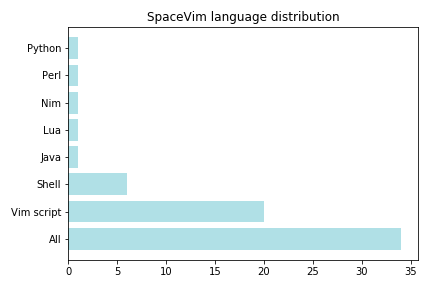 SpaceVim language distribution
Python
Perl
Nim
Lua
Java
Shell
Vim script
All
0 5 10 15 20 25 30 35